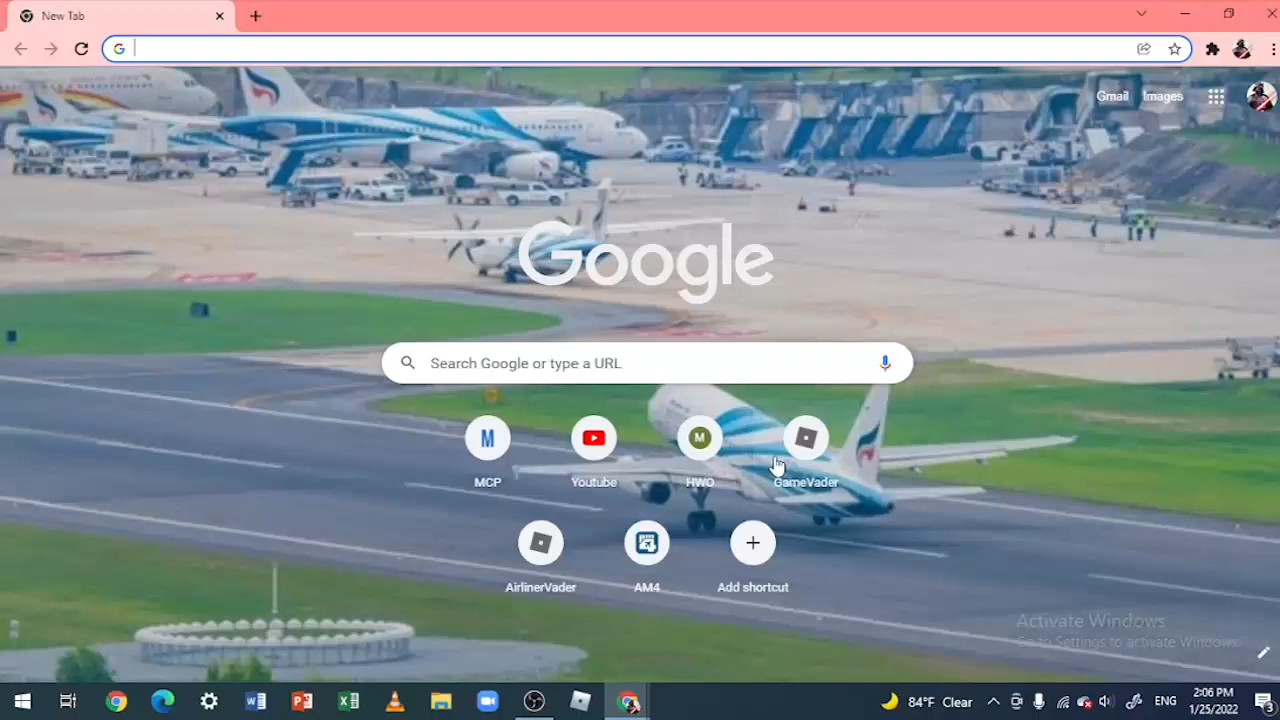 New Tab
Gmail Images
Google
Search Google or type a URL
M
M
MCP Youtube HWO GameVader
AirlinerVader AM4 Add shortcut
Activate Windows
Go to Settings to activate Windows.
84°F Clear
ENG
2:06 PM
1/25/2022
3